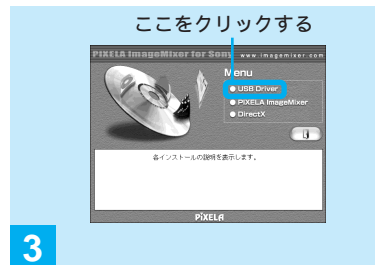 ここをクリックする
PIXELA ImageMixer for Sony www.imagemixer.com
Menu
USB Driver
PIXELA ImageMixer
DirectX
各インストールの説明を表示します。
PIXELA
3